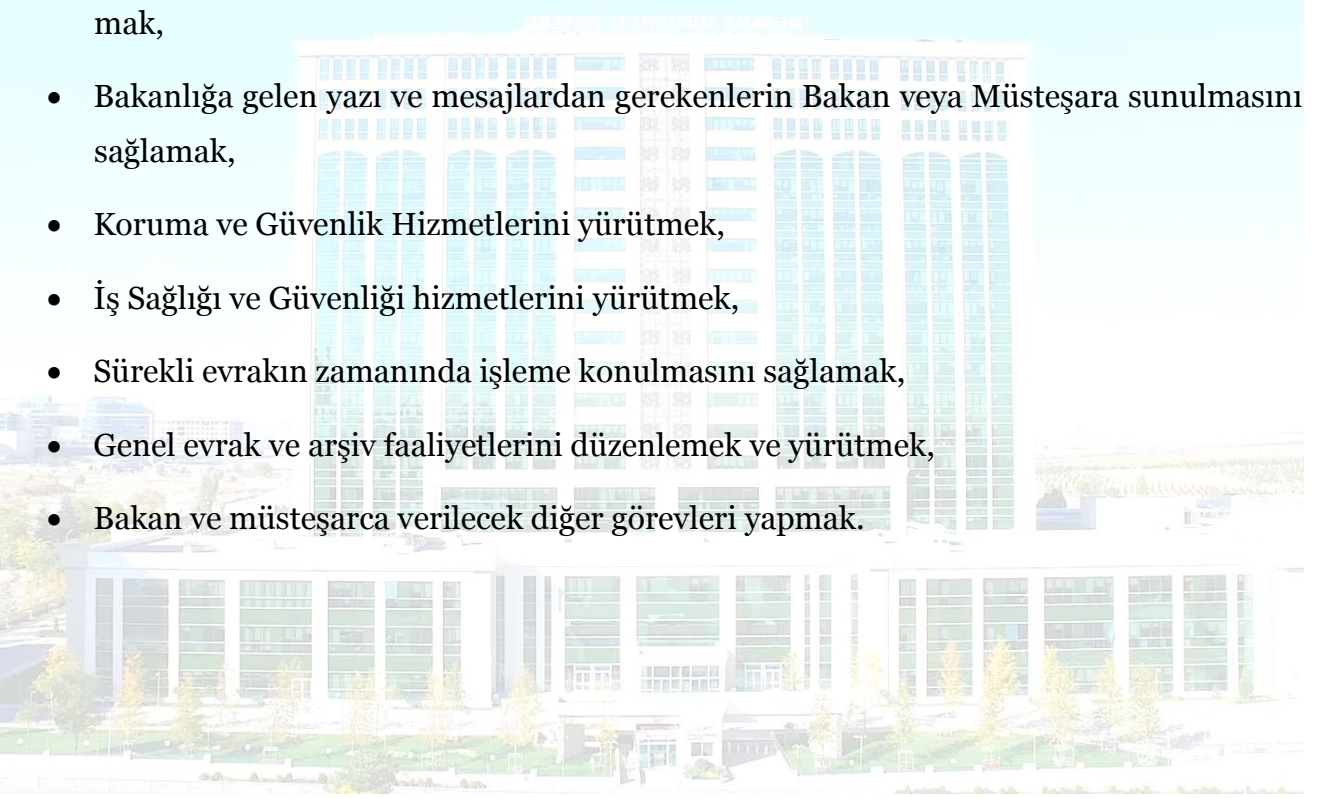 mak,
• Bakanlığa gelen yazı ve mesajlardan gerekenlerin Bakan veya Müsteşara sunulmasını
sağlamak,
• Koruma ve Güvenlik Hizmetlerini yürütmek,
• İş Sağlığı ve Güvenliği hizmetlerini yürütmek,
• Sürekli evrakın zamanında işleme konulmasını sağlamak,
• Genel evrak ve arşiv faaliyetlerini düzenlemek ve yürütmek,
• Bakan ve müsteşarca verilecek diğer görevleri yapmak.